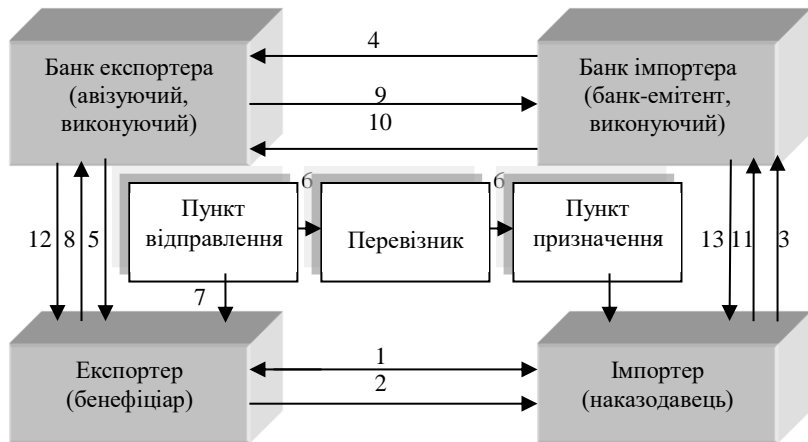 4
Банк експортера
(авізуючий,
виконуючий)
9
10
Банк імпортера
(банк-емітент,
виконуючий)
6
6
Пункт
відправлення
Перевізник
Пункт
призначення
12
8
5
13
11
3
7
Експортер
(бенефіціар)
1
2
Імпортер
(наказодавець)